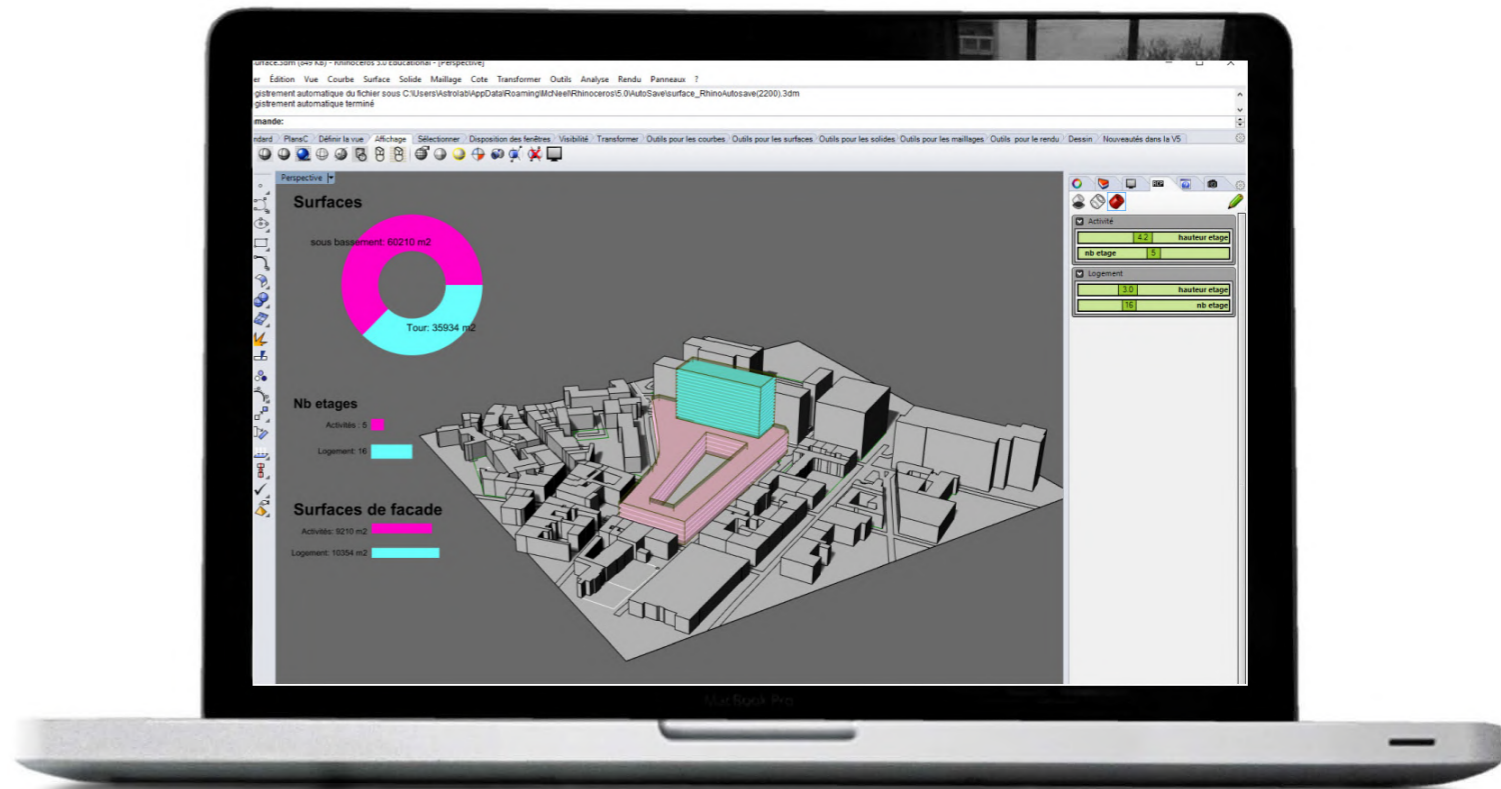 urface.3dm (849 Kb) - Rhinoceros 5.0 Educational - [Perspective]
er Édition Vue Courbe Surface Solide Maillage Cote Transformer Outils Analyse Rendu Panneaux ?
gistrement automatique du fichier sous C:\Users\Astrolab\AppData\Roaming\McNeel\Rhinoceros\5.0\AutoSave\surface_RhinoAutosave(2200).3dm
gistrement automatique terminé
mmande:
ndard PlansC Définir la vue Affichage Sélectionner Disposition des fenêtres Visibilité Transformer Outils pour les courbes Outils pour les surfaces Outils pour les solides Outils pour les maillages Outils pour le rendu Dessin Nouveautés dans la V5
Perspective
Surfaces
sous bassement: 60210 m2
Tour: 35934 m2
Nb etages
Activités : 5
Logement: 16
Surfaces de facade
Activités: 9210 m2
Logement: 10354 m2
Activité
4.2 hauteur etage
nb etage 5
Logement
3.0 hauteur etage
16 nb etage
MacBook Pro